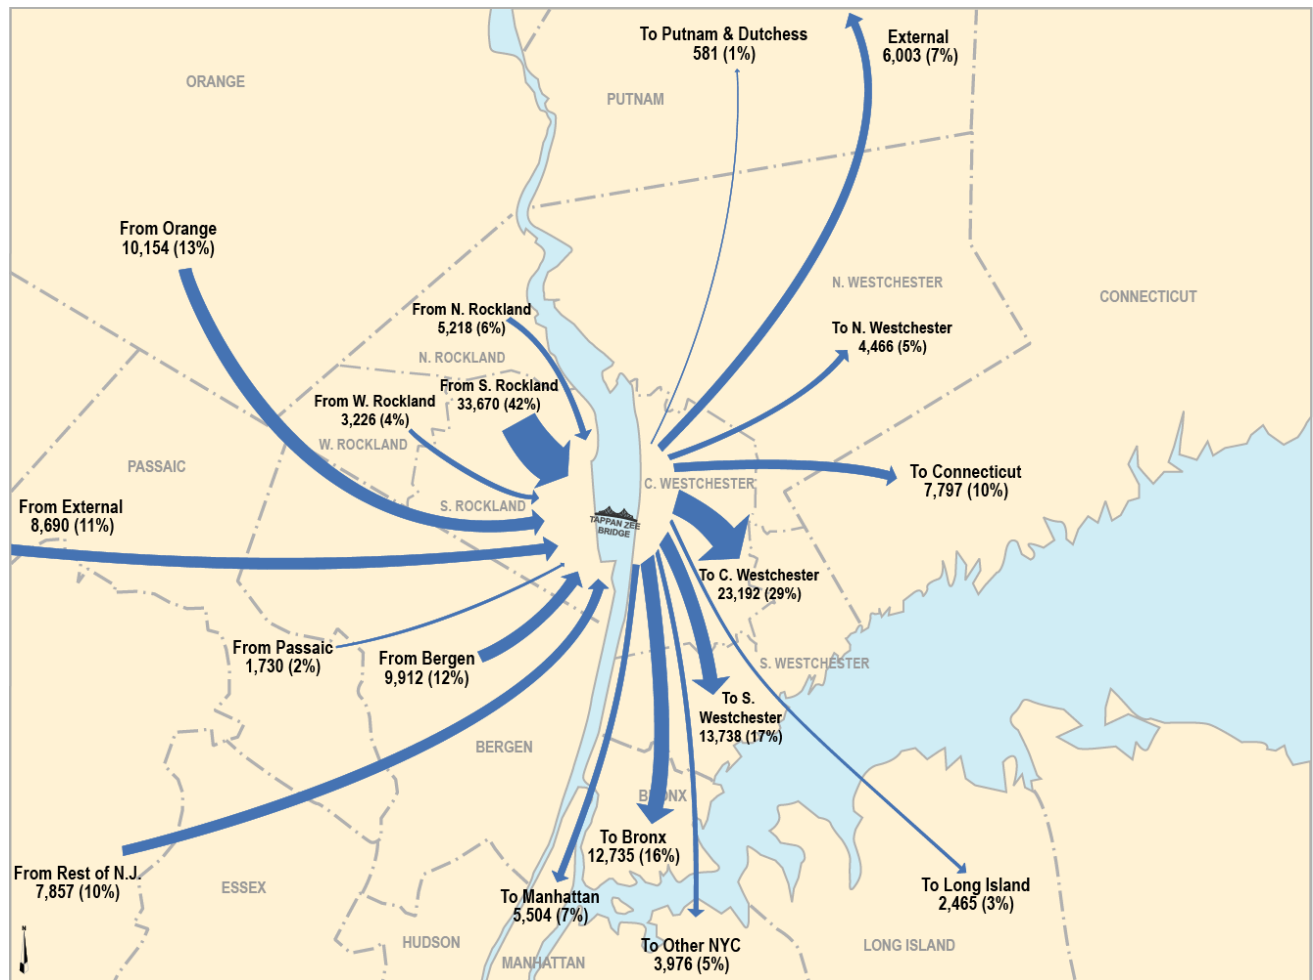 To Putnam & Dutchess
581 (1%)
External
6,003 (7%)
ORANGE
PUTNAM
From Orange
10,154 (13%)
N. WESTCHESTER
CONNECTICUT
From N. Rockland
5,218 (6%)
To N. Westchester
4,466 (5%)
N. ROCKLAND
From S. Rockland
33,670 (42%)
From W. Rockland
3,226 (4%)
W. ROCKLAND
PASSAIC
To Connecticut
7,797 (10%)
C. WESTCHESTER
From External
8,690 (11%)
S. ROCKLAND
TAPPAN ZEE
BRIDGE
To C. Westchester
23,192 (29%)
From Passaic
1,730 (2%)
From Bergen
9,912 (12%)
S. WESTCHESTER
To S.
Westchester
13,738 (17%)
BERGEN
BRONX
To Bronx
12,735 (16%)
From Rest of N.J.
7,857 (10%)
ESSEX
To Manhattan
5,504 (7%)
To Long Island
2,465 (3%)
HUDSON
To Other NYC
3,976 (5%)
LONG ISLAND
MANHATTAN
N